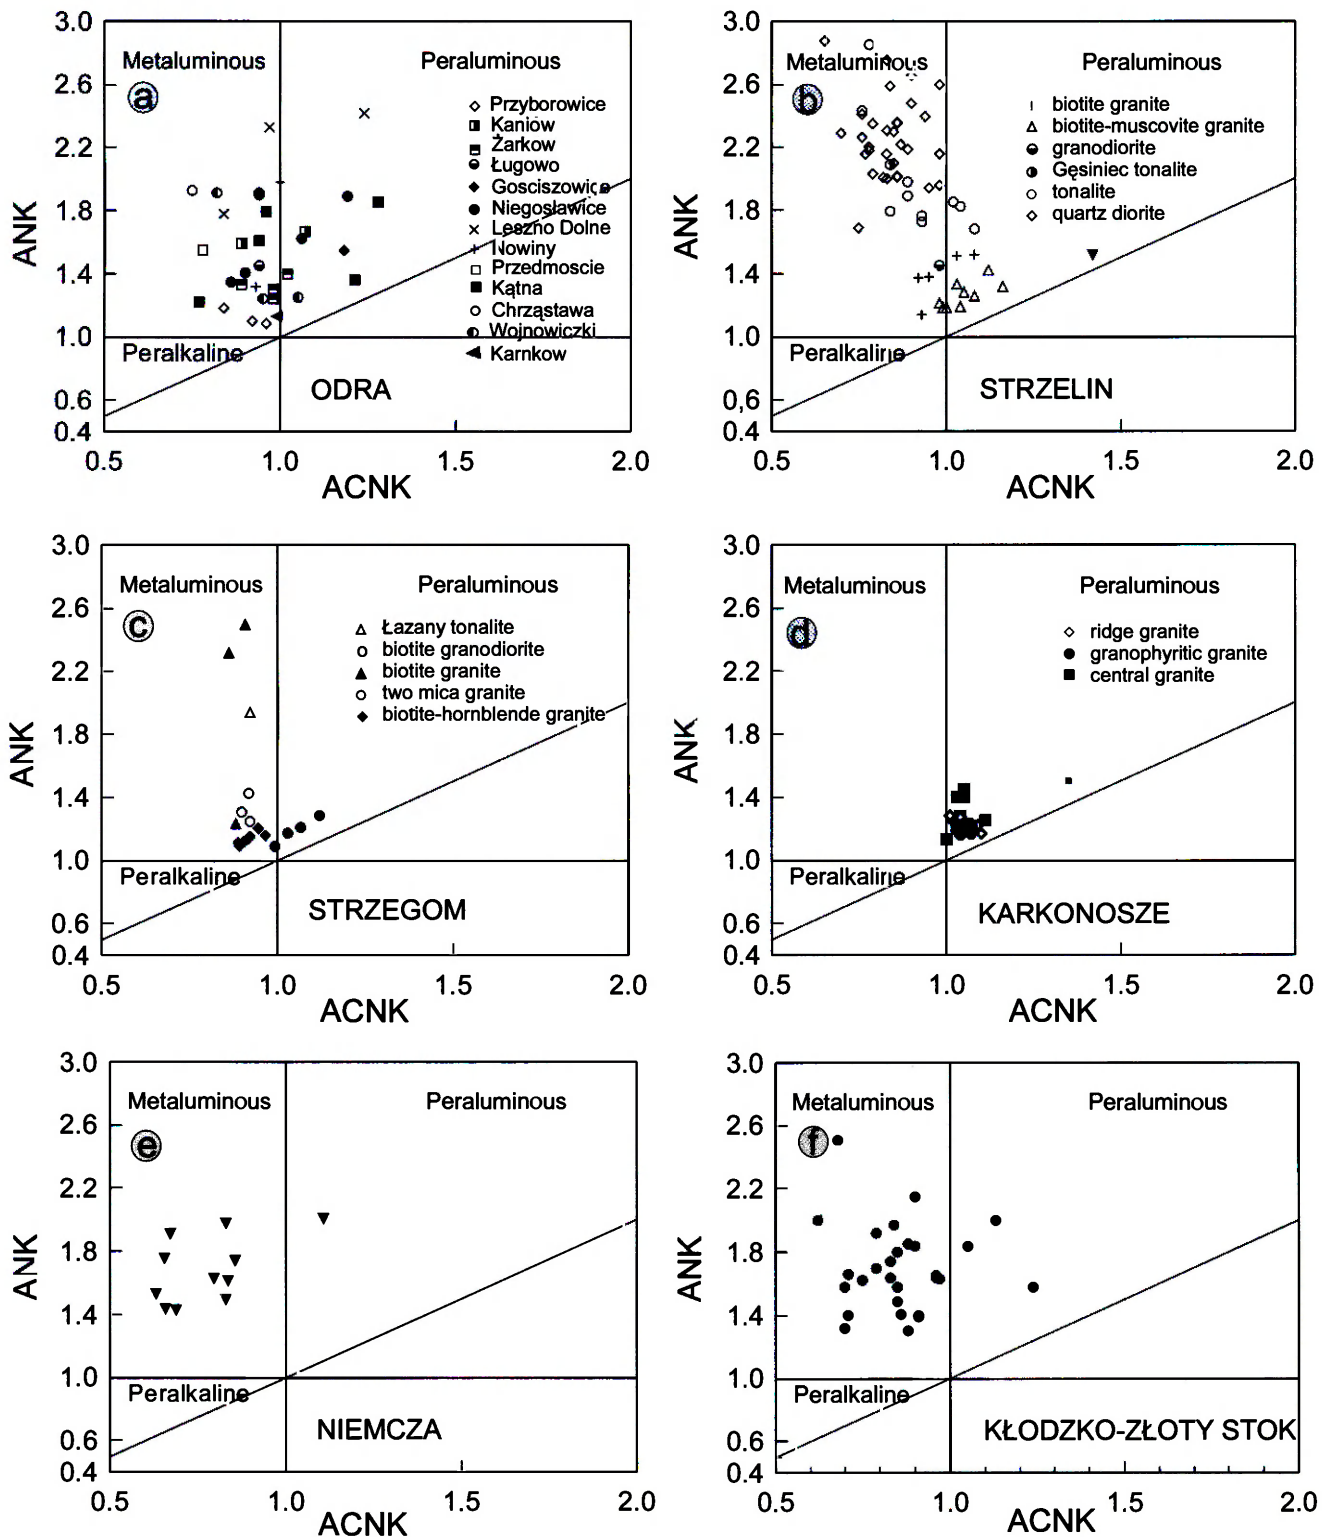 3.0
2.6
2.2
1.8
1.4
1.0
0.6
0.4
ANK
Metaluminous
Peraluminous
a
Przyborowice
Kaniów
Żarkow
Ługowo
Gosciszowice
Niegosławice
Leszno Dolne
Nowiny
Przedmoscie
Kątna
Chrząstawa
Wojnowiczki
Karnkow
Peralkaline
ODRA
0.5 1.0 1.5 2.0
ACNK
3.0
2.6
2.2
1.8
1.4
1.0
0,6
0.4
ANK
Metaluminous
Peraluminous
b
biotite granite
biotite-muscovite granite
granodiorite
Gęsiniec tonalite
tonalite
quartz diorite
Peralkaline
STRZELIN
0.5 1.0 1.5 2.0
ACNK
3.0
2.6
2.2
1.8
1.4
1.0
0.6
0.4
ANK
Metaluminous
Peraluminous
c
Łazany tonalite
biotite granodiorite
biotite granite
two mica granite
biotite-hornblende granite
Peralkaline
STRZEGOM
0.5 1.0 1.5 2.0
ACNK
3.0
2.6
2.2
1.8
1.4
1.0
0.6
0.4
ANK
Metaluminous
Peraluminous
d
ridge granite
granophyritic granite
central granite
Peralkaline
KARKONOSZE
0.5 1.0 1.5 2.0
ACNK
3.0
2.6
2.2
1.8
1.4
1.0
0.6
0.4
ANK
Metaluminous
Peraluminous
e
Peralkaline
NIEMCZA
0.5 1.0 1.5 2.0
ACNK
3.0
2.6
2.2
1.8
1.4
1.0
0.6
0.4
ANK
Metaluminous
Peraluminous
f
Peralkaline
KŁODZKO-ZŁOTY STOK
0.5 1.0 1.5 2.0
ACNK